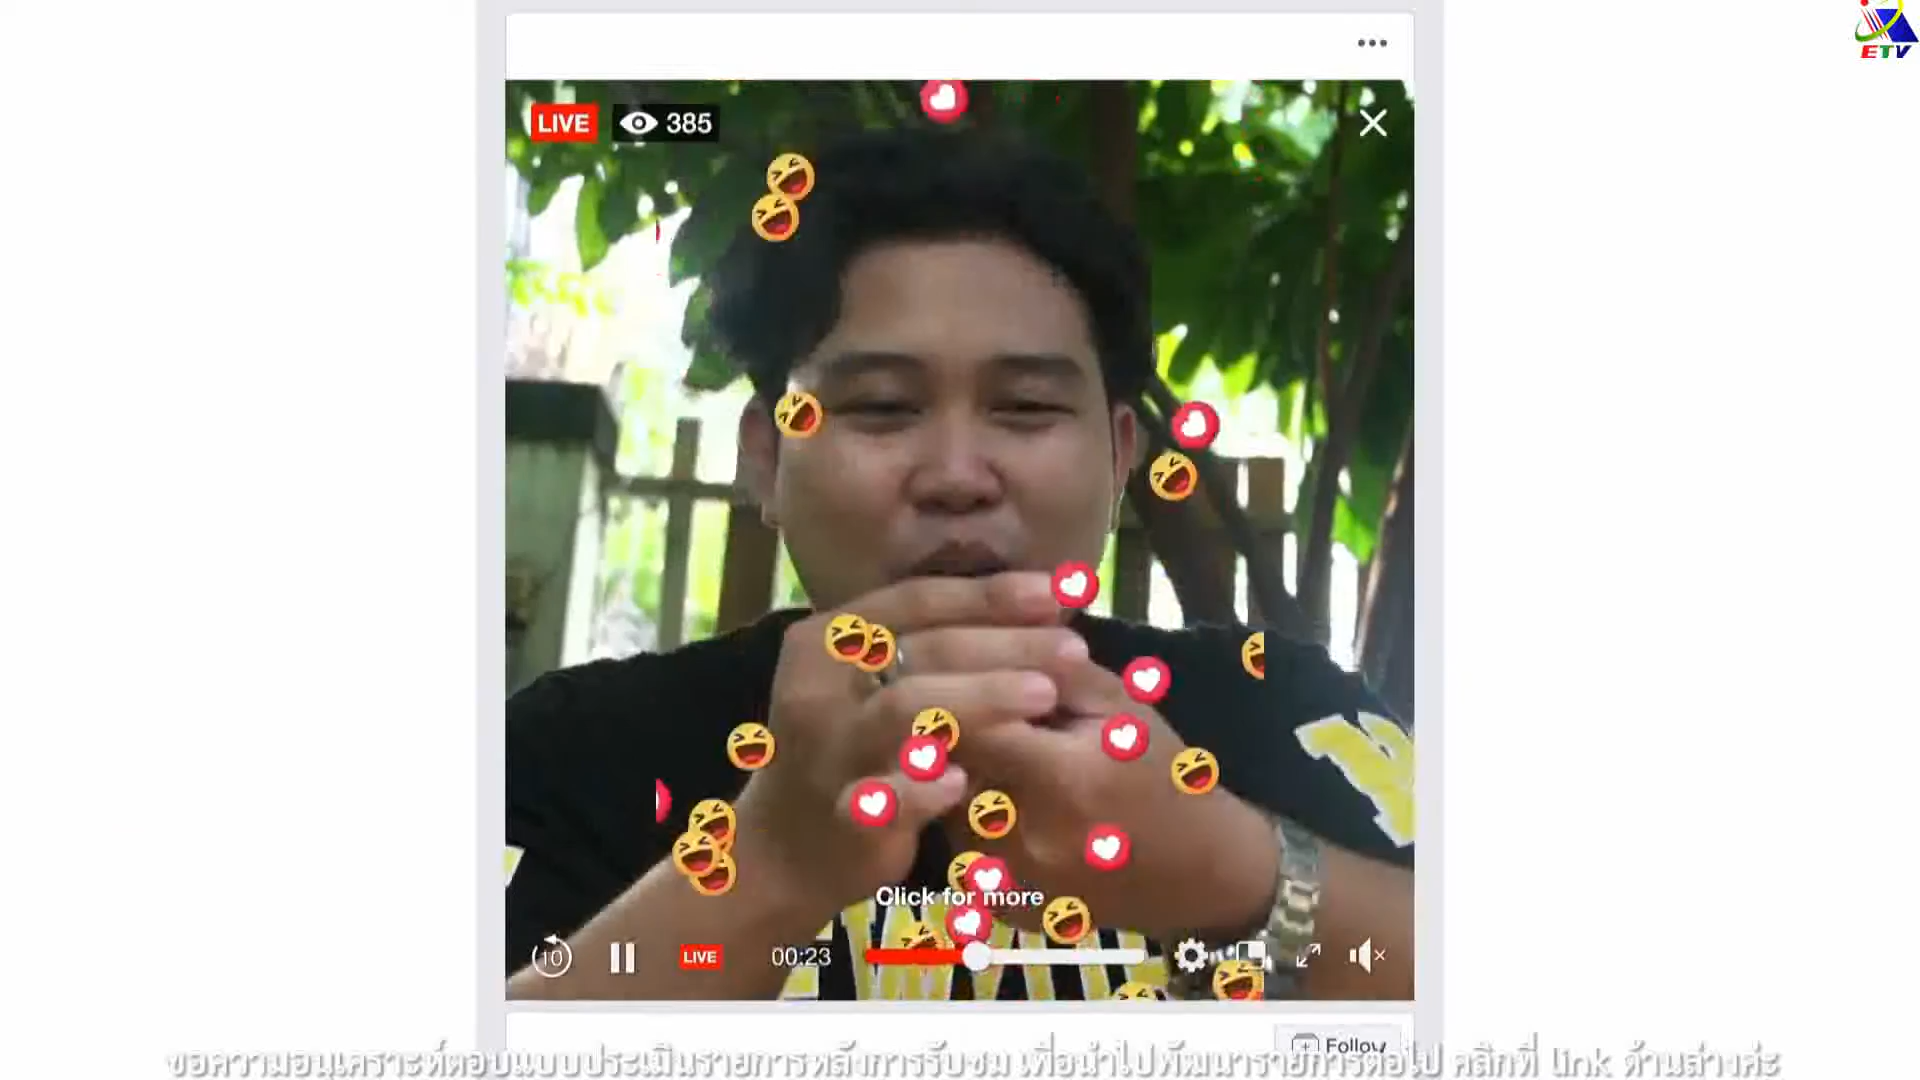 ETV
LIVE 385
Click for more
10 LIVE 00:23
Follow
ขอความอนุเคราะห์ตอบแบบประเมินรายการหลังการรับชม เพื่อนำไปพัฒนารายการต่อไป คลิกที่ link ด้านล่างค่ะ